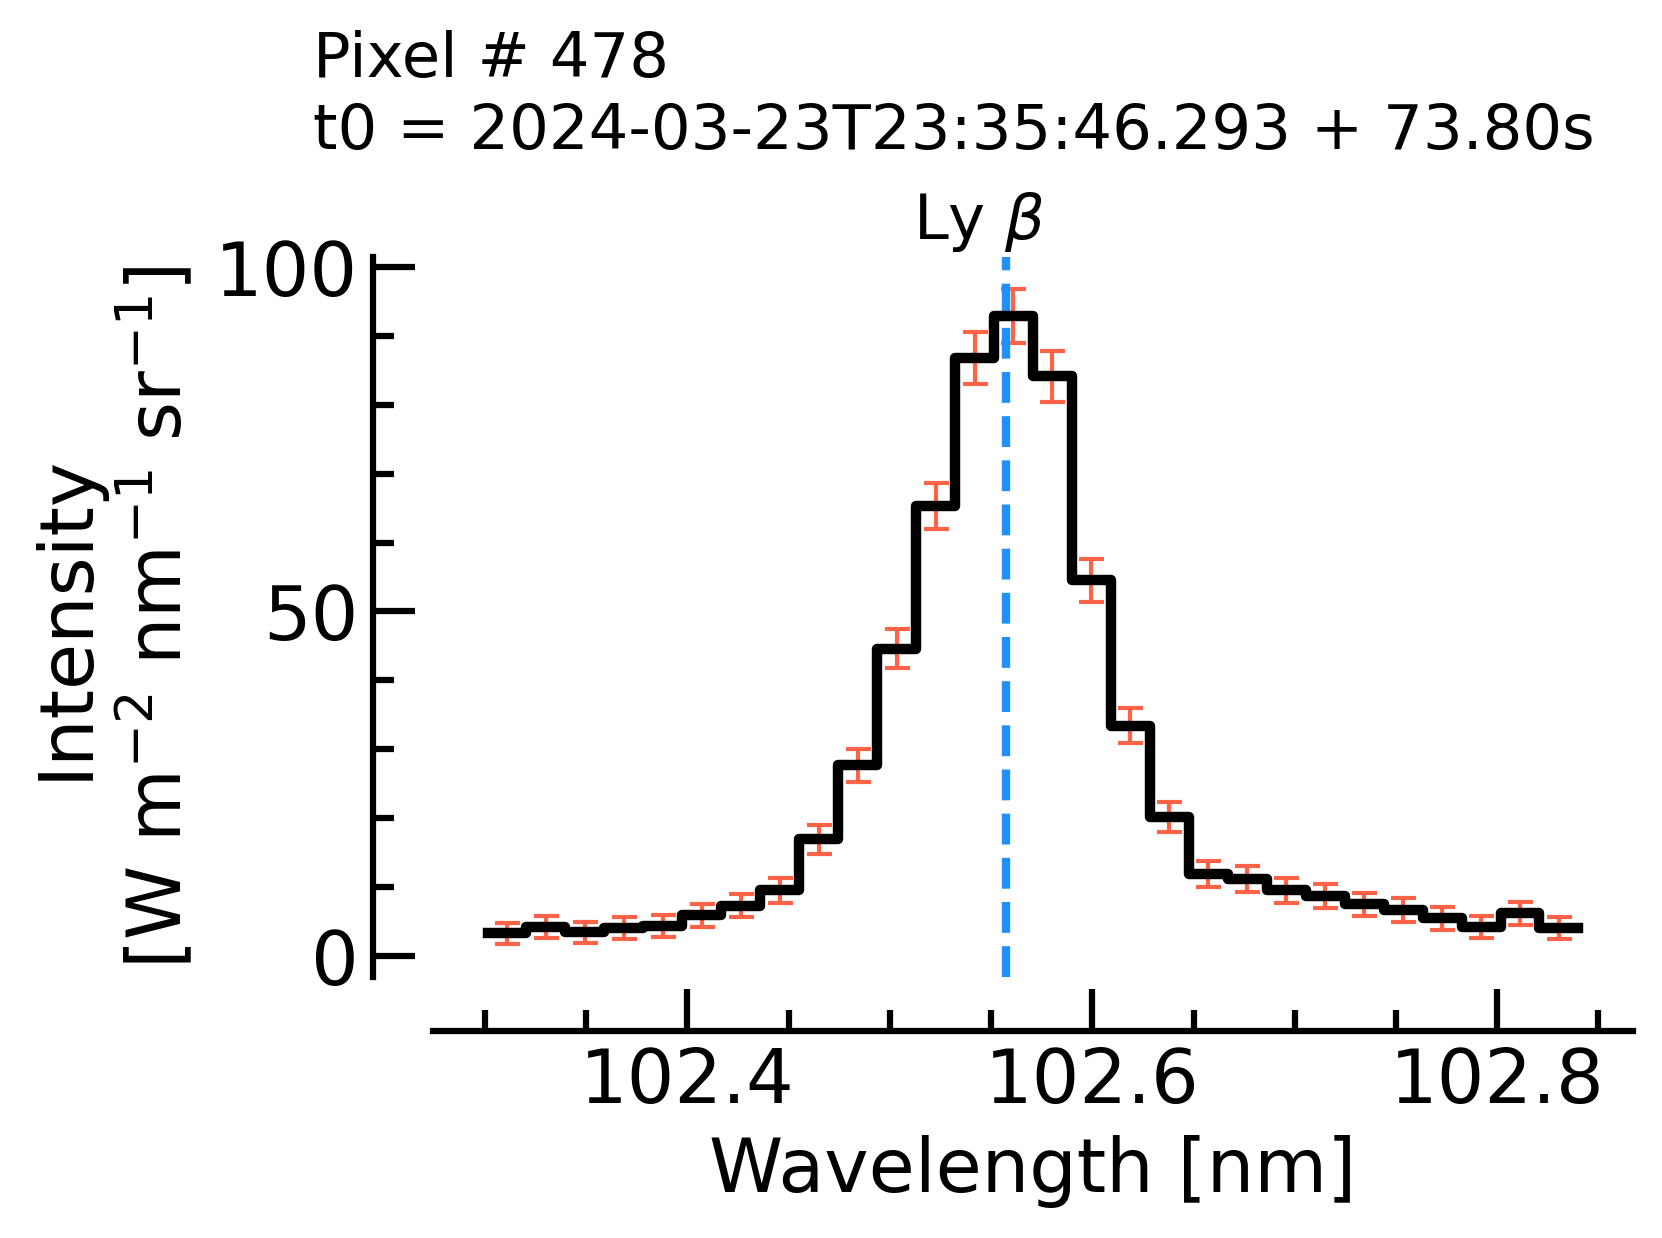 Pixel # 478
t0 = 2024-03-23T23:35:46.293 + 73.80s
Ly β
100
50
0
Intensity
[W m⁻² nm⁻¹ sr⁻¹]
102.4 102.6 102.8
Wavelength [nm]